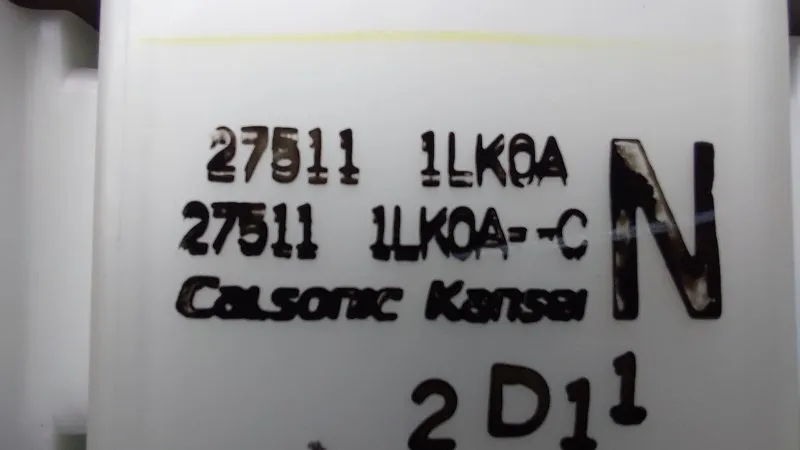 27511 1LK0A
27511 1LK0A--C
N
Calsonic Kansei
2D11